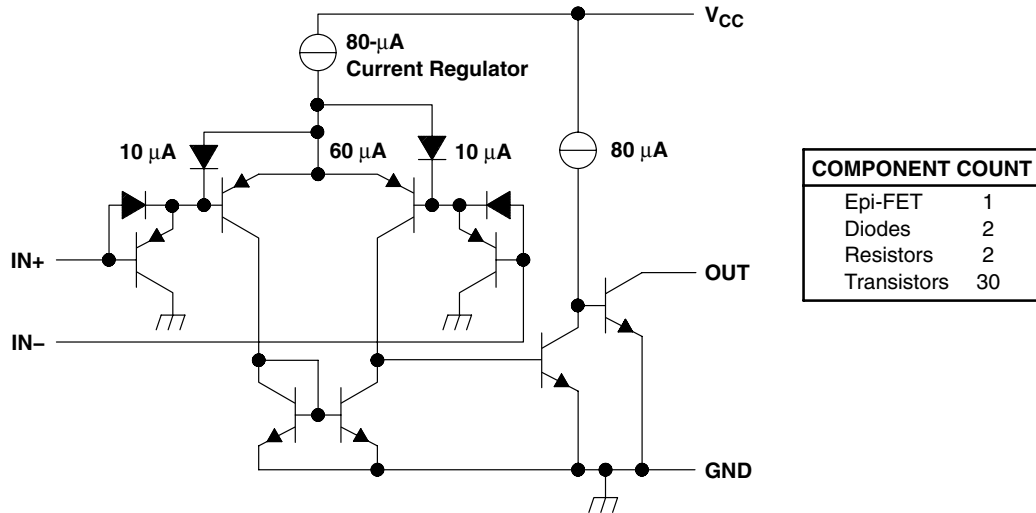 V_CC
80-μA
Current Regulator
10 μA
60 μA
10 μA
80 μA
IN+
OUT
IN−
GND
COMPONENT COUNT
Epi-FET 1
Diodes 2
Resistors 2
Transistors 30